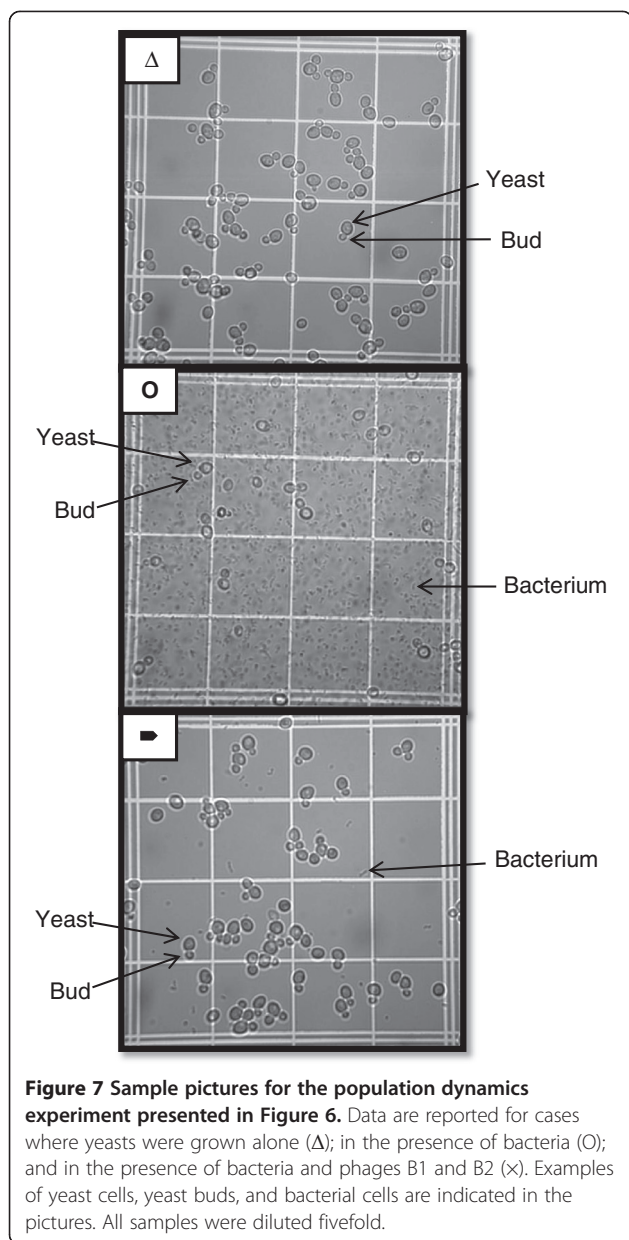 Δ
Yeast
Bud
O
Yeast
Bud
Bacterium
Bacterium
Yeast
Bud
Figure 7 Sample pictures for the population dynamics
experiment presented in Figure 6. Data are reported for cases
where yeasts were grown alone (Δ); in the presence of bacteria (O);
and in the presence of bacteria and phages B1 and B2 (×). Examples
of yeast cells, yeast buds, and bacterial cells are indicated in the
pictures. All samples were diluted fivefold.